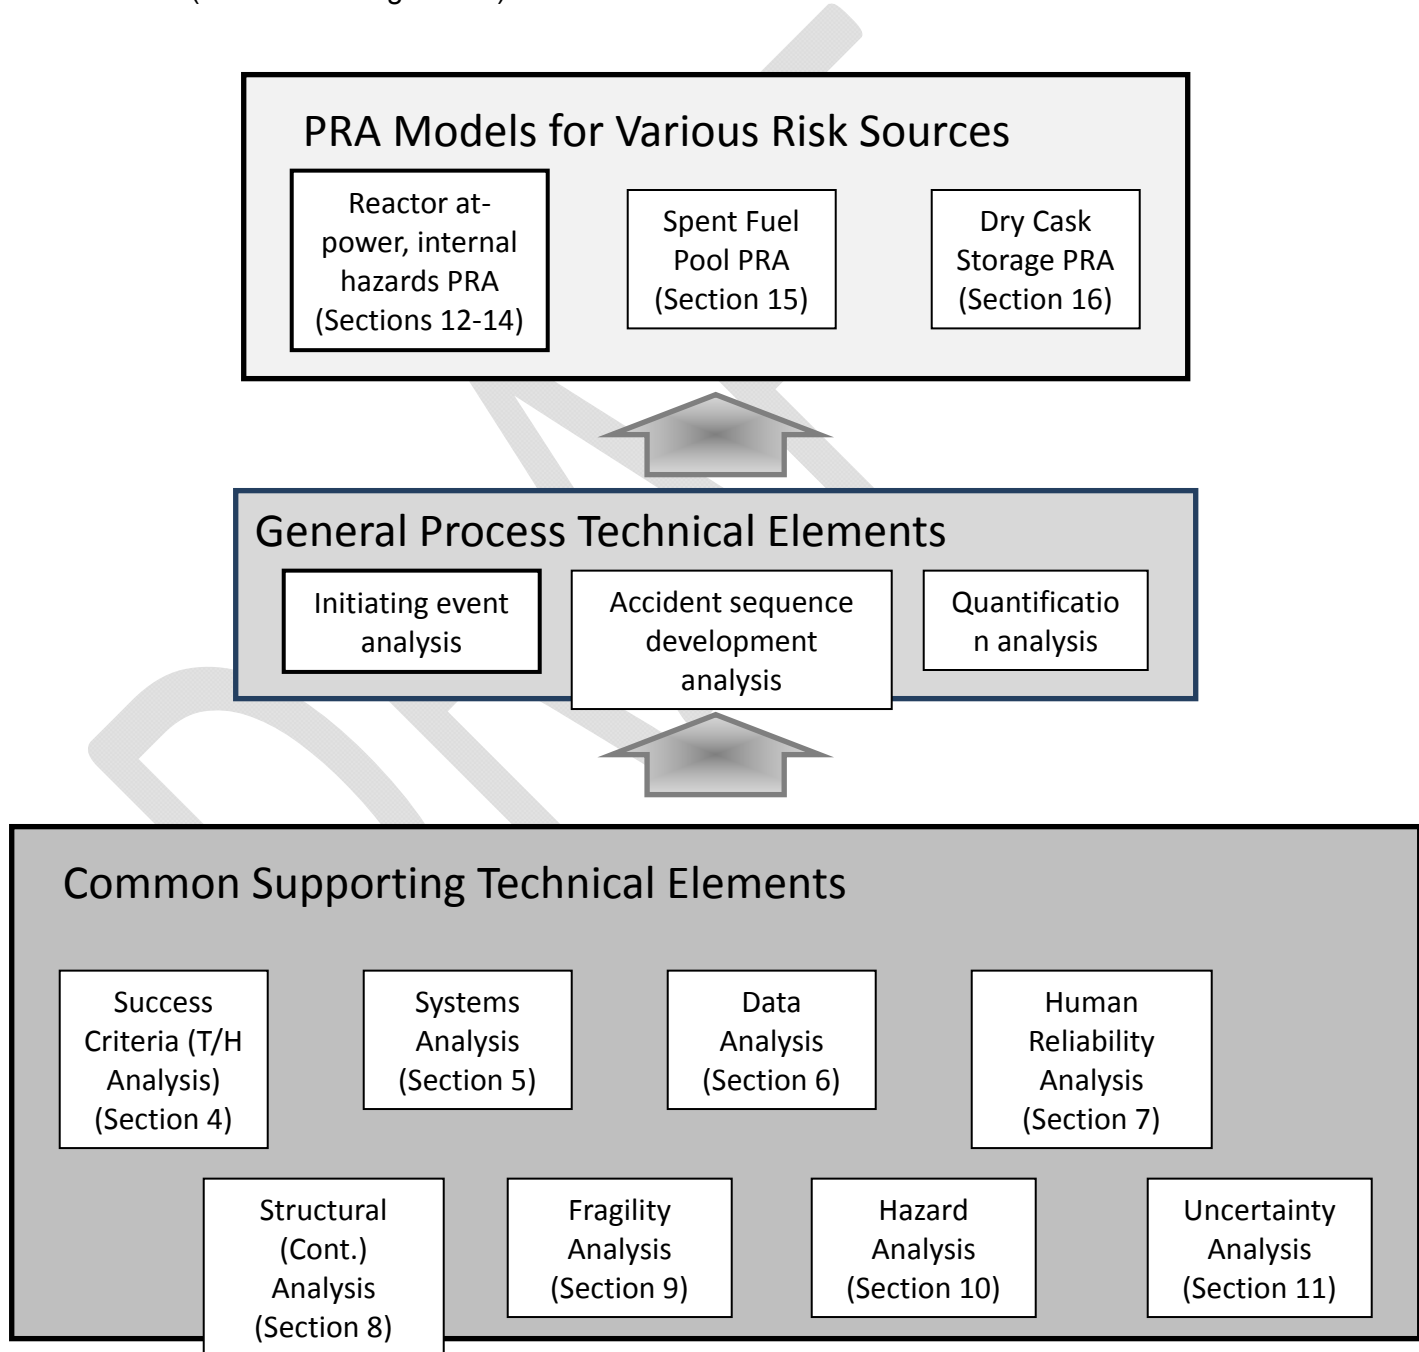 PRA Models for Various Risk Sources
Reactor at-
power, internal
hazards PRA
(Sections 12-14)
Spent Fuel
Pool PRA
(Section 15)
Dry Cask
Storage PRA
(Section 16)
General Process Technical Elements
Initiating event
analysis
Accident sequence
development
analysis
Quantificatio
n analysis
Common Supporting Technical Elements
Success
Criteria (T/H
Analysis)
(Section 4)
Systems
Analysis
(Section 5)
Data
Analysis
(Section 6)
Human
Reliability
Analysis
(Section 7)
Structural
(Cont.)
Analysis
(Section 8)
Fragility
Analysis
(Section 9)
Hazard
Analysis
(Section 10)
Uncertainty
Analysis
(Section 11)